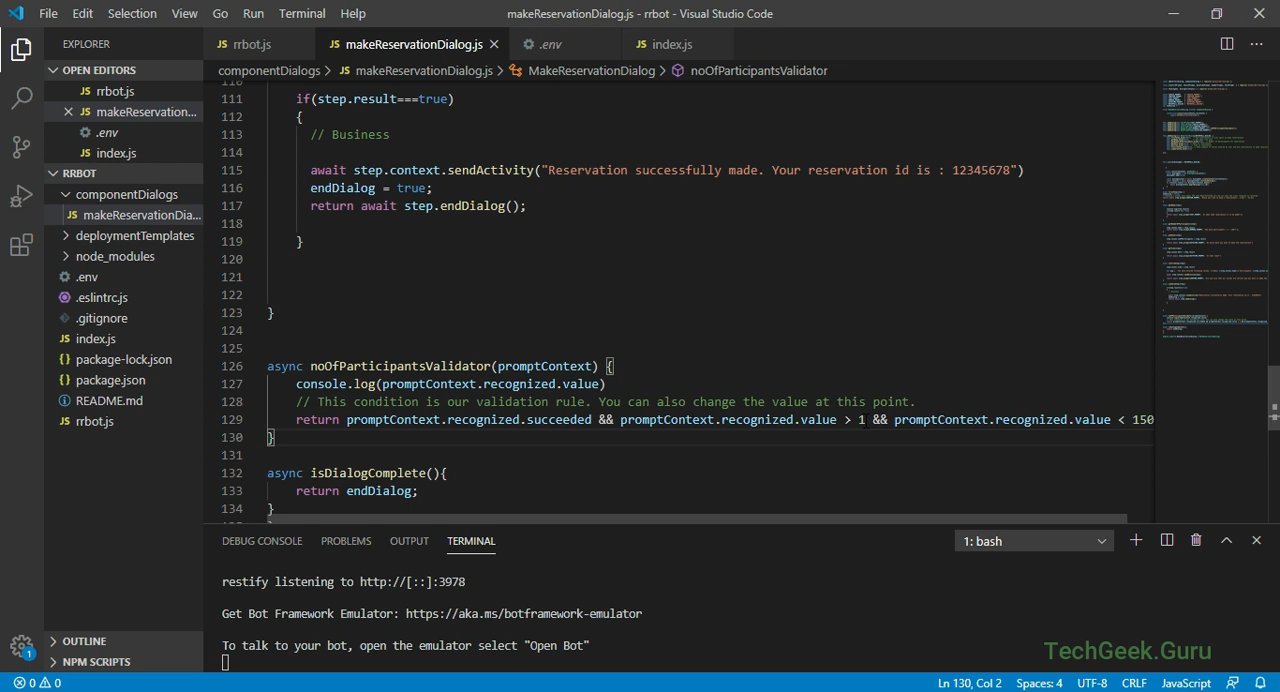 File Edit Selection View Go Run Terminal Help makeReservationDialog.js - rrbot - Visual Studio Code
EXPLORER
OPEN EDITORS
JS rrbot.js
JS makeReservation...
.env
JS index.js
RRBOT
componentDialogs
JS makeReservationDia...
deploymentTemplates
node_modules
.env
.eslintrc.js
.gitignore
JS index.js
{} package-lock.json
{} package.json
README.md
JS rrbot.js
OUTLINE
NPM SCRIPTS
JS rrbot.js JS makeReservationDialog.js .env JS index.js
componentDialogs > JS makeReservationDialog.js > MakeReservationDialog > noOfParticipantsValidator
110
111 if(step.result===true)
112 {
113 // Business
114
115 await step.context.sendActivity("Reservation successfully made. Your reservation id is : 12345678")
116 endDialog = true;
117 return await step.endDialog();
118
119 }
120
121
122
123 }
124
125
126 async noOfParticipantsValidator(promptContext) {
127 console.log(promptContext.recognized.value)
128 // This condition is our validation rule. You can also change the value at this point.
129 return promptContext.recognized.succeeded && promptContext.recognized.value > 1 && promptContext.recognized.value < 150
130 }
131
132 async isDialogComplete(){
133 return endDialog;
134 }
DEBUG CONSOLE PROBLEMS OUTPUT TERMINAL 1: bash
restify listening to http://[::]:3978
Get Bot Framework Emulator: https://aka.ms/botframework-emulator
To talk to your bot, open the emulator select "Open Bot"
TechGeek.Guru
1
0 0 Ln 130, Col 2 Spaces: 4 UTF-8 CRLF JavaScript